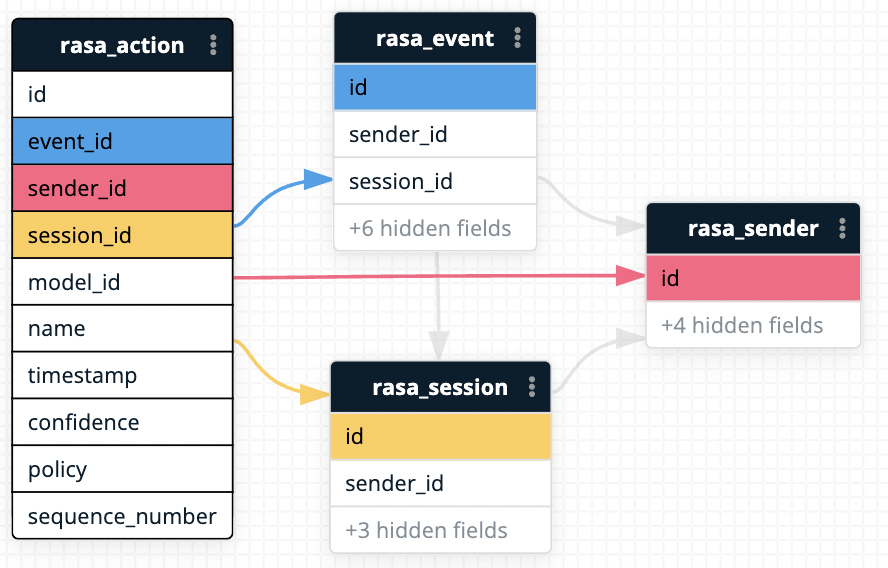 rasa_action
id
event_id
sender_id
session_id
model_id
name
timestamp
confidence
policy
sequence_number
rasa_event
id
sender_id
session_id
+6 hidden fields
rasa_session
id
sender_id
+3 hidden fields
rasa_sender
id
+4 hidden fields